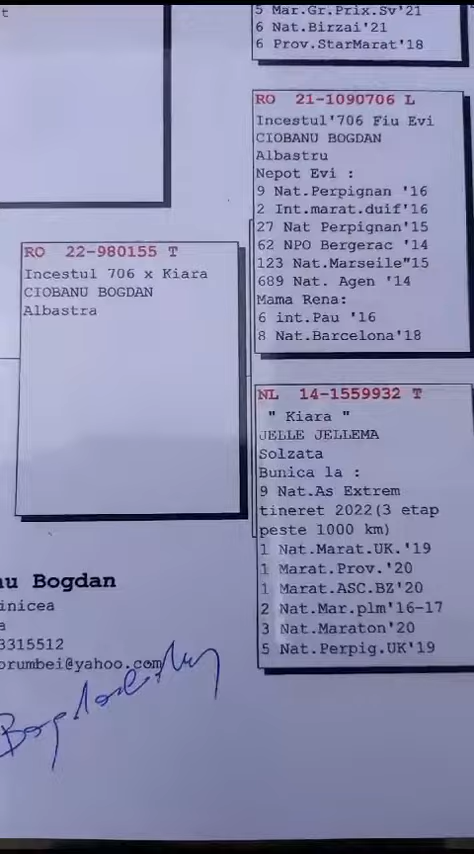 t
5 Mar.Gr.Prix.Sv'21
6 Nat.Birzai'21
6 Prov.StarMarat'18
RO 21-1090706 L
Incestul'706 Fiu Evi
CIOBANU BOGDAN
Albastru
Nepot Evi :
9 Nat.Perpignan '16
2 Int.marat.duif'16
27 Nat Perpignan'15
62 NPO Bergerac '14
123 Nat.Marseile"15
689 Nat. Agen '14
Mama Rena:
6 int.Pau '16
8 Nat.Barcelona'18
RO 22-980155 T
Incestul 706 x Kiara
CIOBANU BOGDAN
Albastra
NL 14-1559932 T
" Kiara "
JELLE JELLEMA
Solzata
Bunica la :
9 Nat.As Extrem
tineret 2022(3 etap
peste 1000 km)
1 Nat.Marat.UK.'19
1 Marat.Prov.'20
1 Marat.ASC.BZ'20
2 Nat.Mar.plm'16-17
3 Nat.Maraton'20
5 Nat.Perpig.UK'19
nu Bogdan
inicea
a
3315512
orumbei@yahoo.com